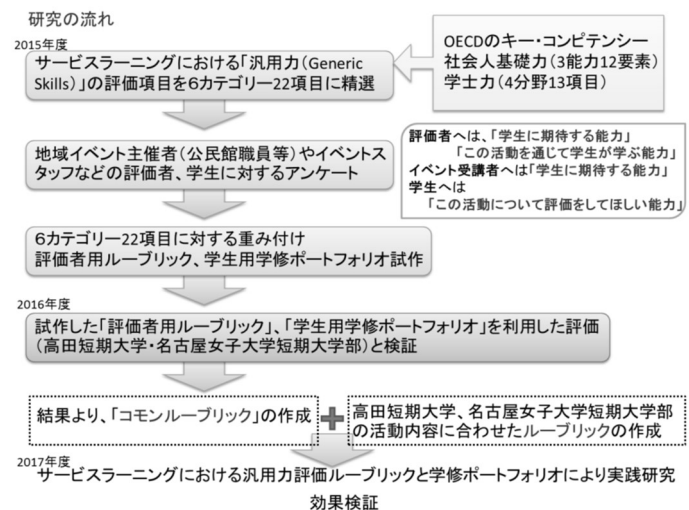 研究の流れ
2015年度
サービスラーニングにおける「汎用力(Generic
Skills)」の評価項目を6カテゴリー22項目に精選
OECDのキー・コンピテンシー
社会人基礎力(3能力12要素)
学士力(4分野13項目)
地域イベント主催者(公民館職員等)やイベントス
タッフなどの評価者、学生に対するアンケート
評価者へは、「学生に期待する能力」
「この活動を通じて学生が学ぶ能力」
イベント受講者へは「学生に期待する能力」
学生へは
「この活動について評価をしてほしい能力」
6カテゴリー22項目に対する重み付け
評価者用ルーブリック、学生用学修ポートフォリオ試作
2016年度
試作した「評価者用ルーブリック」、「学生用学修ポートフォリオ」を利用した評価
(高田短期大学・名古屋女子大学短期大学部)と検証
結果より、「コモンルーブリック」の作成
高田短期大学、名古屋女子大学短期大学部
の活動内容に合わせたルーブリックの作成
2017年度
サービスラーニングにおける汎用力評価ルーブリックと学修ポートフォリオにより実践研究
効果検証